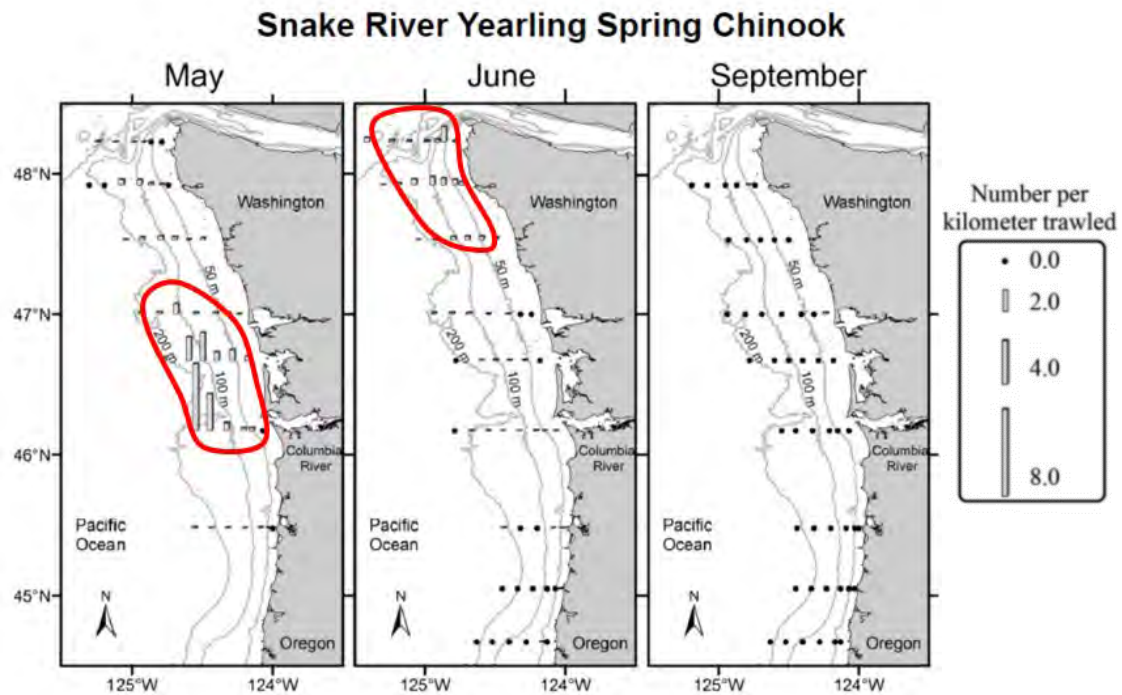 Snake River Yearling Spring Chinook
May
June
September
48°N
47°N
46°N
45°N
Washington
50 m
200 m
100 m
Columbia
River
Pacific
Ocean
N
Oregon
125°W
124°W
Washington
50 m
200 m
100 m
Columbia
River
Pacific
Ocean
N
Oregon
125°W
124°W
Washington
50 m
200 m
100 m
Columbia
River
Pacific
Ocean
N
Oregon
125°W
124°W
Number per
kilometer trawled
0.0
2.0
4.0
8.0